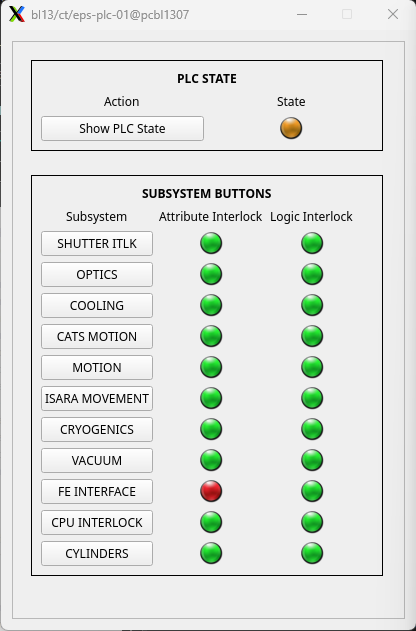 bl13/ct/eps-plc-01@pcbl1307
PLC STATE
Action State
Show PLC State
SUBSYSTEM BUTTONS
Subsystem Attribute Interlock Logic Interlock
SHUTTER ITLK
OPTICS
COOLING
CATS MOTION
MOTION
ISARA MOVEMENT
CRYOGENICS
VACUUM
FE INTERFACE
CPU INTERLOCK
CYLINDERS